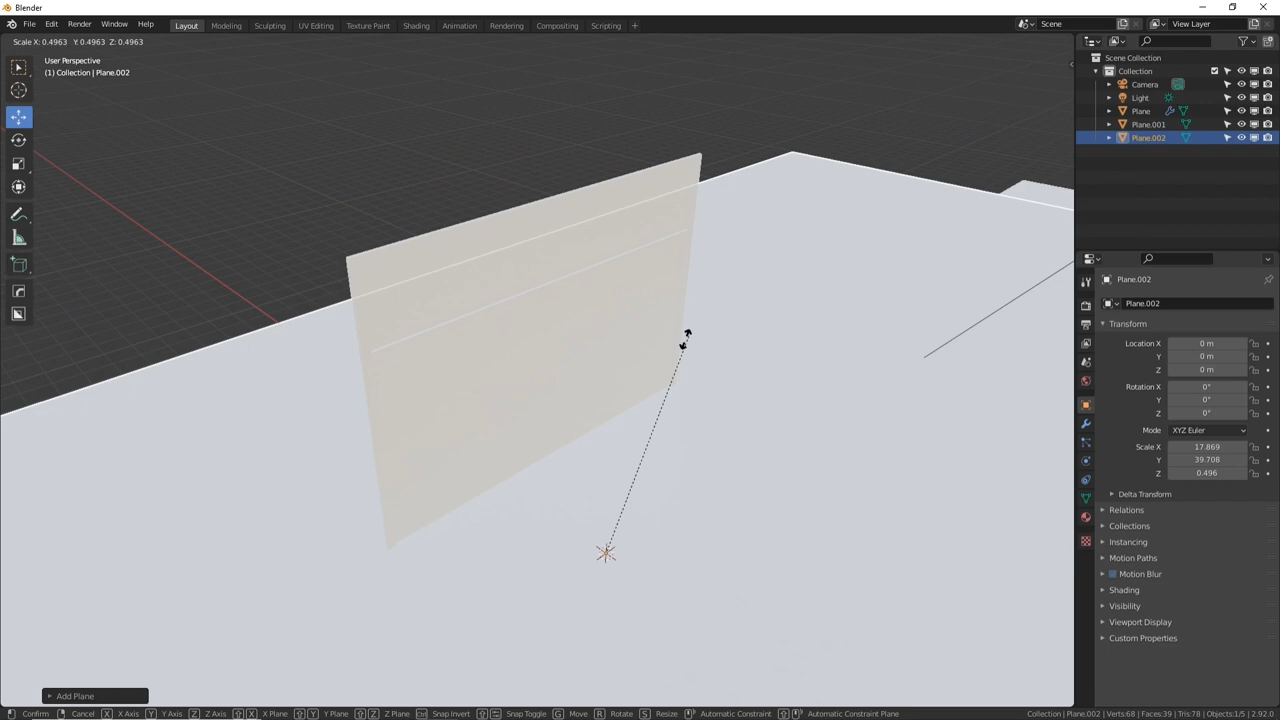 Blender
File Edit Render Window Help
Layout Modeling Sculpting UV Editing Texture Paint Shading Animation Rendering Compositing Scripting +
Scene
View Layer
Scale X: 0.4963 Y: 0.4963 Z: 0.4963
User Perspective
(1) Collection | Plane.002
Scene Collection
Collection
Camera
Light
Plane
Plane.001
Plane.002
Plane.002
Plane.002
Transform
Location X 0 m
Y 0 m
Z 0 m
Rotation X 0°
Y 0°
Z 0°
Mode XYZ Euler
Scale X 17.869
Y 39.708
Z 0.496
Delta Transform
Relations
Collections
Instancing
Motion Paths
Motion Blur
Shading
Visibility
Viewport Display
Custom Properties
Add Plane
Confirm Cancel X X Axis Y Y Axis Z Z Axis X X Plane Y Y Plane Z Z Plane Ctrl Snap Invert Snap Toggle G Move R Rotate S Resize Automatic Constraint Automatic Constraint Plane
Collection | Plane.002 Verts:68 Faces:39 Tris:78 Objects:1/5 2.92.0